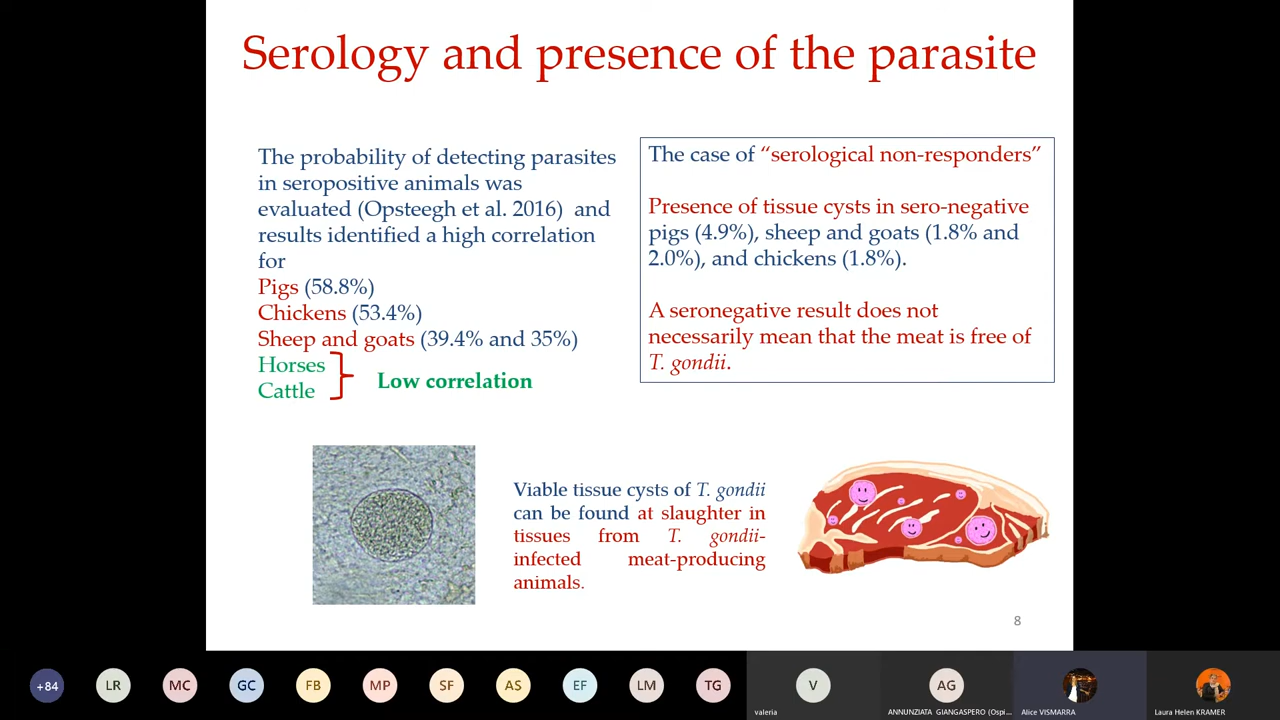 Serology and presence of the parasite
The probability of detecting parasites
in seropositive animals was
evaluated (Opsteegh et al. 2016) and
results identified a high correlation
for
Pigs (58.8%)
Chickens (53.4%)
Sheep and goats (39.4% and 35%)
Horses
Cattle
Low correlation
The case of “serological non-responders”
Presence of tissue cysts in sero-negative
pigs (4.9%), sheep and goats (1.8% and
2.0%), and chickens (1.8%).
A seronegative result does not
necessarily mean that the meat is free of
T. gondii.
Viable tissue cysts of T. gondii
can be found at slaughter in
tissues from T. gondii-
infected meat-producing
animals.
8
+84
LR
MC
GC
FB
MP
SF
AS
EF
LM
TG
V
valeria
AG
ANNUNZIATA GIANGASPERO (Ospi...
Alice VISMARRA
Laura Helen KRAMER